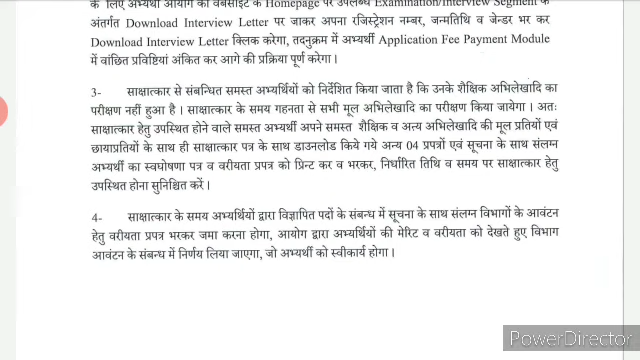 के लिए अभ्यर्थी आयोग की वेबसाइट के Homepage पर उपलब्ध Examination/Interview Segment के
अंतर्गत Download Interview Letter पर जाकर अपना रजिस्ट्रेशन नम्बर, जन्मतिथि व जेन्डर भर कर
Download Interview Letter क्लिक करेगा, तदनुक्रम में अभ्यर्थी Application Fee Payment Module
में वांछित प्रविष्टियां अंकित कर आगे की प्रक्रिया पूर्ण करेगा।
3- साक्षात्कार से संबन्धित समस्त अभ्यर्थियों को निर्देशित किया जाता है कि उनके शैक्षिक अभिलेखादि का
परीक्षण नहीं हुआ है । साक्षात्कार के समय गहनता से सभी मूल अभिलेखादि का परीक्षण किया जायेगा। अतः
साक्षात्कार हेतु उपस्थित होने वाले समस्त अभ्यर्थी अपने समस्त शैक्षिक व अन्य अभिलेखादि की मूल प्रतियों एवं
छायाप्रतियों के साथ ही साक्षात्कार पत्र के साथ डाउनलोड किये गये अन्य 04 प्रपत्रों एवं सूचना के साथ संलग्न
अभ्यर्थी का स्वघोषणा पत्र व वरीयता प्रपत्र को प्रिन्ट कर व भरकर, निर्धारित तिथि व समय पर साक्षात्कार हेतु
उपस्थित होना सुनिश्चित करें।
4- साक्षात्कार के समय अभ्यर्थियों द्वारा विज्ञापित पदों के सम्बन्ध में सूचना के साथ संलग्न विभागों के आवंटन
हेतु वरीयता प्रपत्र भरकर जमा करना होगा, आयोग द्वारा अभ्यर्थियों की मेरिट व वरीयता को देखते हुए विभाग
आवंटन के संबन्ध में निर्णय लिया जाएगा, जो अभ्यर्थी को स्वीकार्य होगा।
PowerDirector